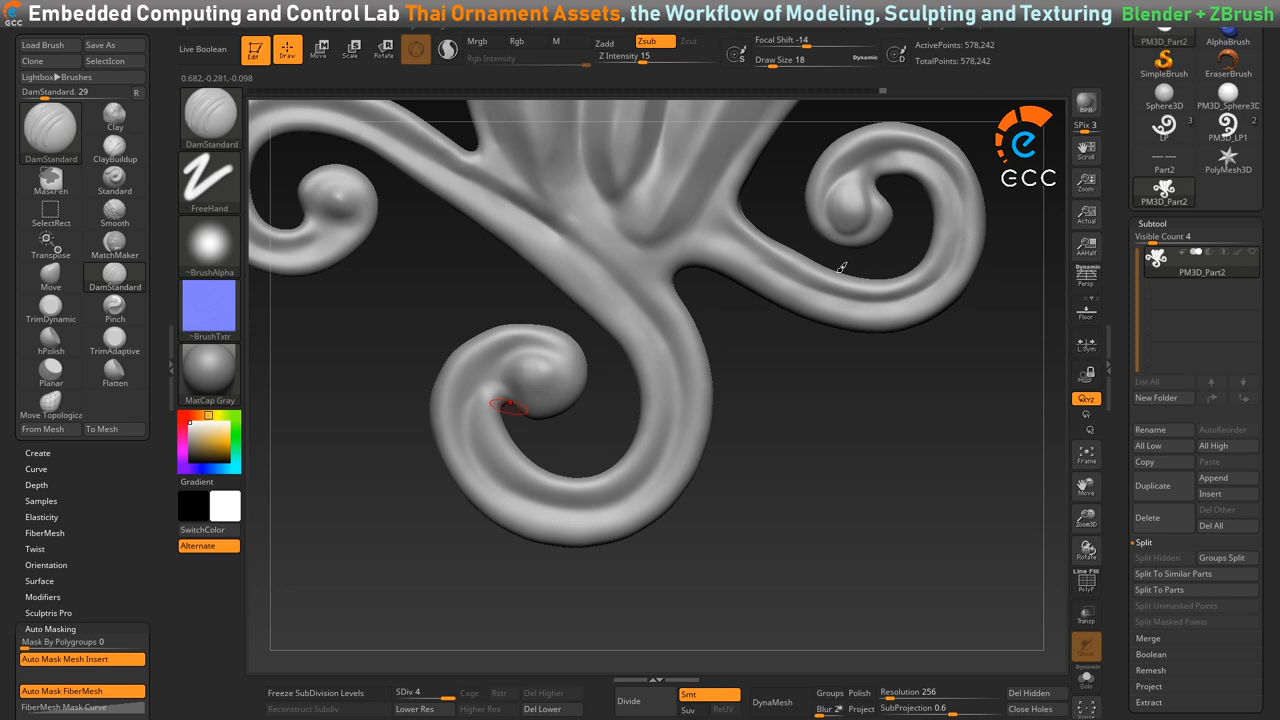 Embedded Computing and Control Lab Thai Ornament Assets, the Workflow of Modeling, Sculpting and Texturing Blender + ZBrush
ECC
Load Brush Save As
Clone SelectIcon
Lightbox▶Brushes
DamStandard. 29 R
Clay
DamStandard ClayBuildup
MaskPen Standard
SelectRect Smooth
Transpose MatchMaker
Move DamStandard
TrimDynamic Pinch
hPolish TrimAdaptive
Planar Flatten
Move Topologica
From Mesh To Mesh
Create
Curve
Depth
Samples
Elasticity
FiberMesh
Twist
Orientation
Surface
Modifiers
Sculptris Pro
Auto Masking
Mask By Polygroups 0
Auto Mask Mesh Insert
Auto Mask FiberMesh
FiberMesh Mask Curve
Live Boolean Edit Draw Move Scale Rotate
Mrgb Rgb M
Rgb Intensity
Zadd Zsub Zcut
Z Intensity 15
Focal Shift -14
Draw Size 18 Dynamic
S D
ActivePoints: 578,242
TotalPoints: 578,242
0.682,-0.281,-0.098
DamStandard
FreeHand
~BrushAlpha
~BrushTxtr
MatCap Gray
Gradient
SwitchColor
Alternate
ECC
BPR
SPix 3
Scroll
Zoom
Actual
AAHalf
Dynamic
Persp
Floor
L.Sym
XYZ
Frame
Move
Zoom3D
Rotate
Line Fill
PolyF
Transp
Ghost
Dynamic
Solo
Xpose
PM3D_Part2 AlphaBrush
SimpleBrush EraserBrush
Sphere3D PM3D_Sphere3D
3 2
LP PM3D_LP1
Part2 PolyMesh3D
PM3D_Part2
Subtool
Visible Count 4
PM3D_Part2
List All
New Folder
Rename AutoReorder
All Low All High
Copy Paste
Duplicate Append
Insert
Delete Del Other
Del All
Split
Split Hidden Groups Split
Split To Similar Parts
Split To Parts
Split Unmasked Points
Split Masked Points
Merge
Boolean
Remesh
Project
Extract
Freeze SubDivision Levels
Reconstruct Subdiv
SDiv 4 Cage Rstr Del Higher
Lower Res Higher Res Del Lower
Divide
Smt
Suv ReUV
DynaMesh
Groups Polish
Blur 2 Project
Resolution 256
SubProjection 0.6
Del Hidden
Close Holes